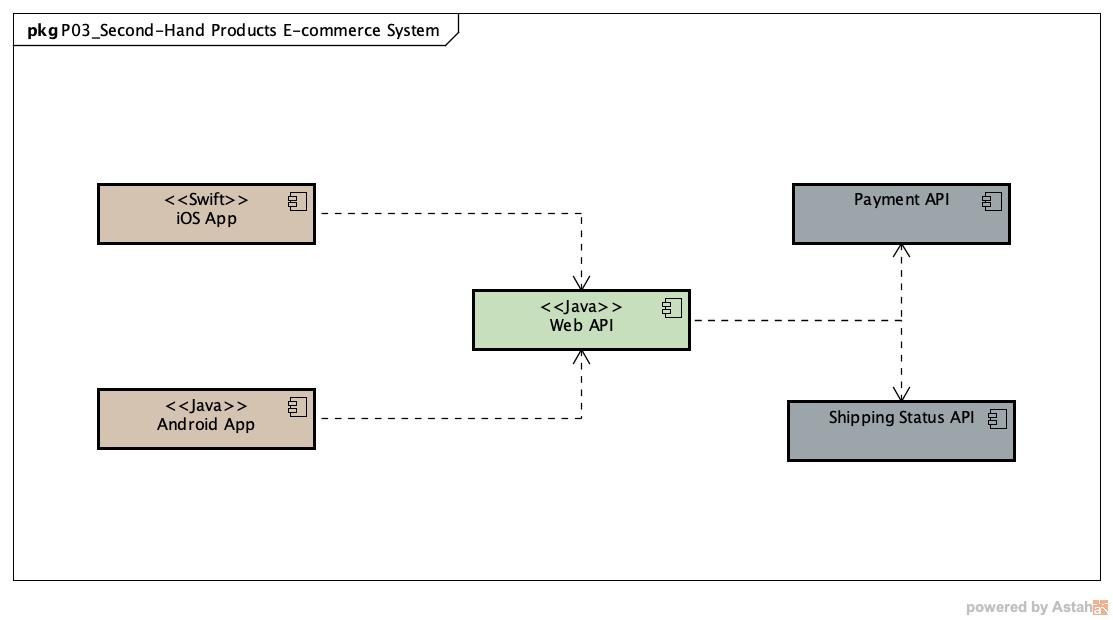 pkg P03_Second-Hand Products E-commerce System
<<Swift>>
iOS App
Payment API
<<Java>>
Web API
<<Java>>
Android App
Shipping Status API
powered by Astah